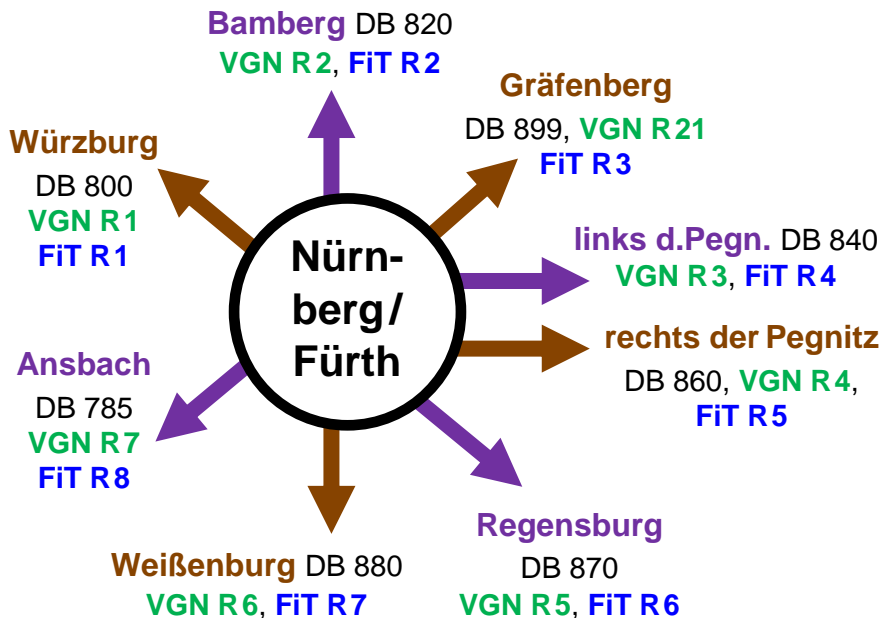 Bamberg DB 820
VGN R2, FiT R2
Gräfenberg
DB 899, VGN R21
FiT R3
Würzburg
DB 800
VGN R1
FiT R1
links d.Pegn. DB 840
VGN R3, FiT R4
Nürn-
berg/
Fürth
rechts der Pegnitz
DB 860, VGN R4,
FiT R5
Ansbach
DB 785
VGN R7
FiT R8
Regensburg
DB 870
VGN R5, FiT R6
Weißenburg DB 880
VGN R6, FiT R7